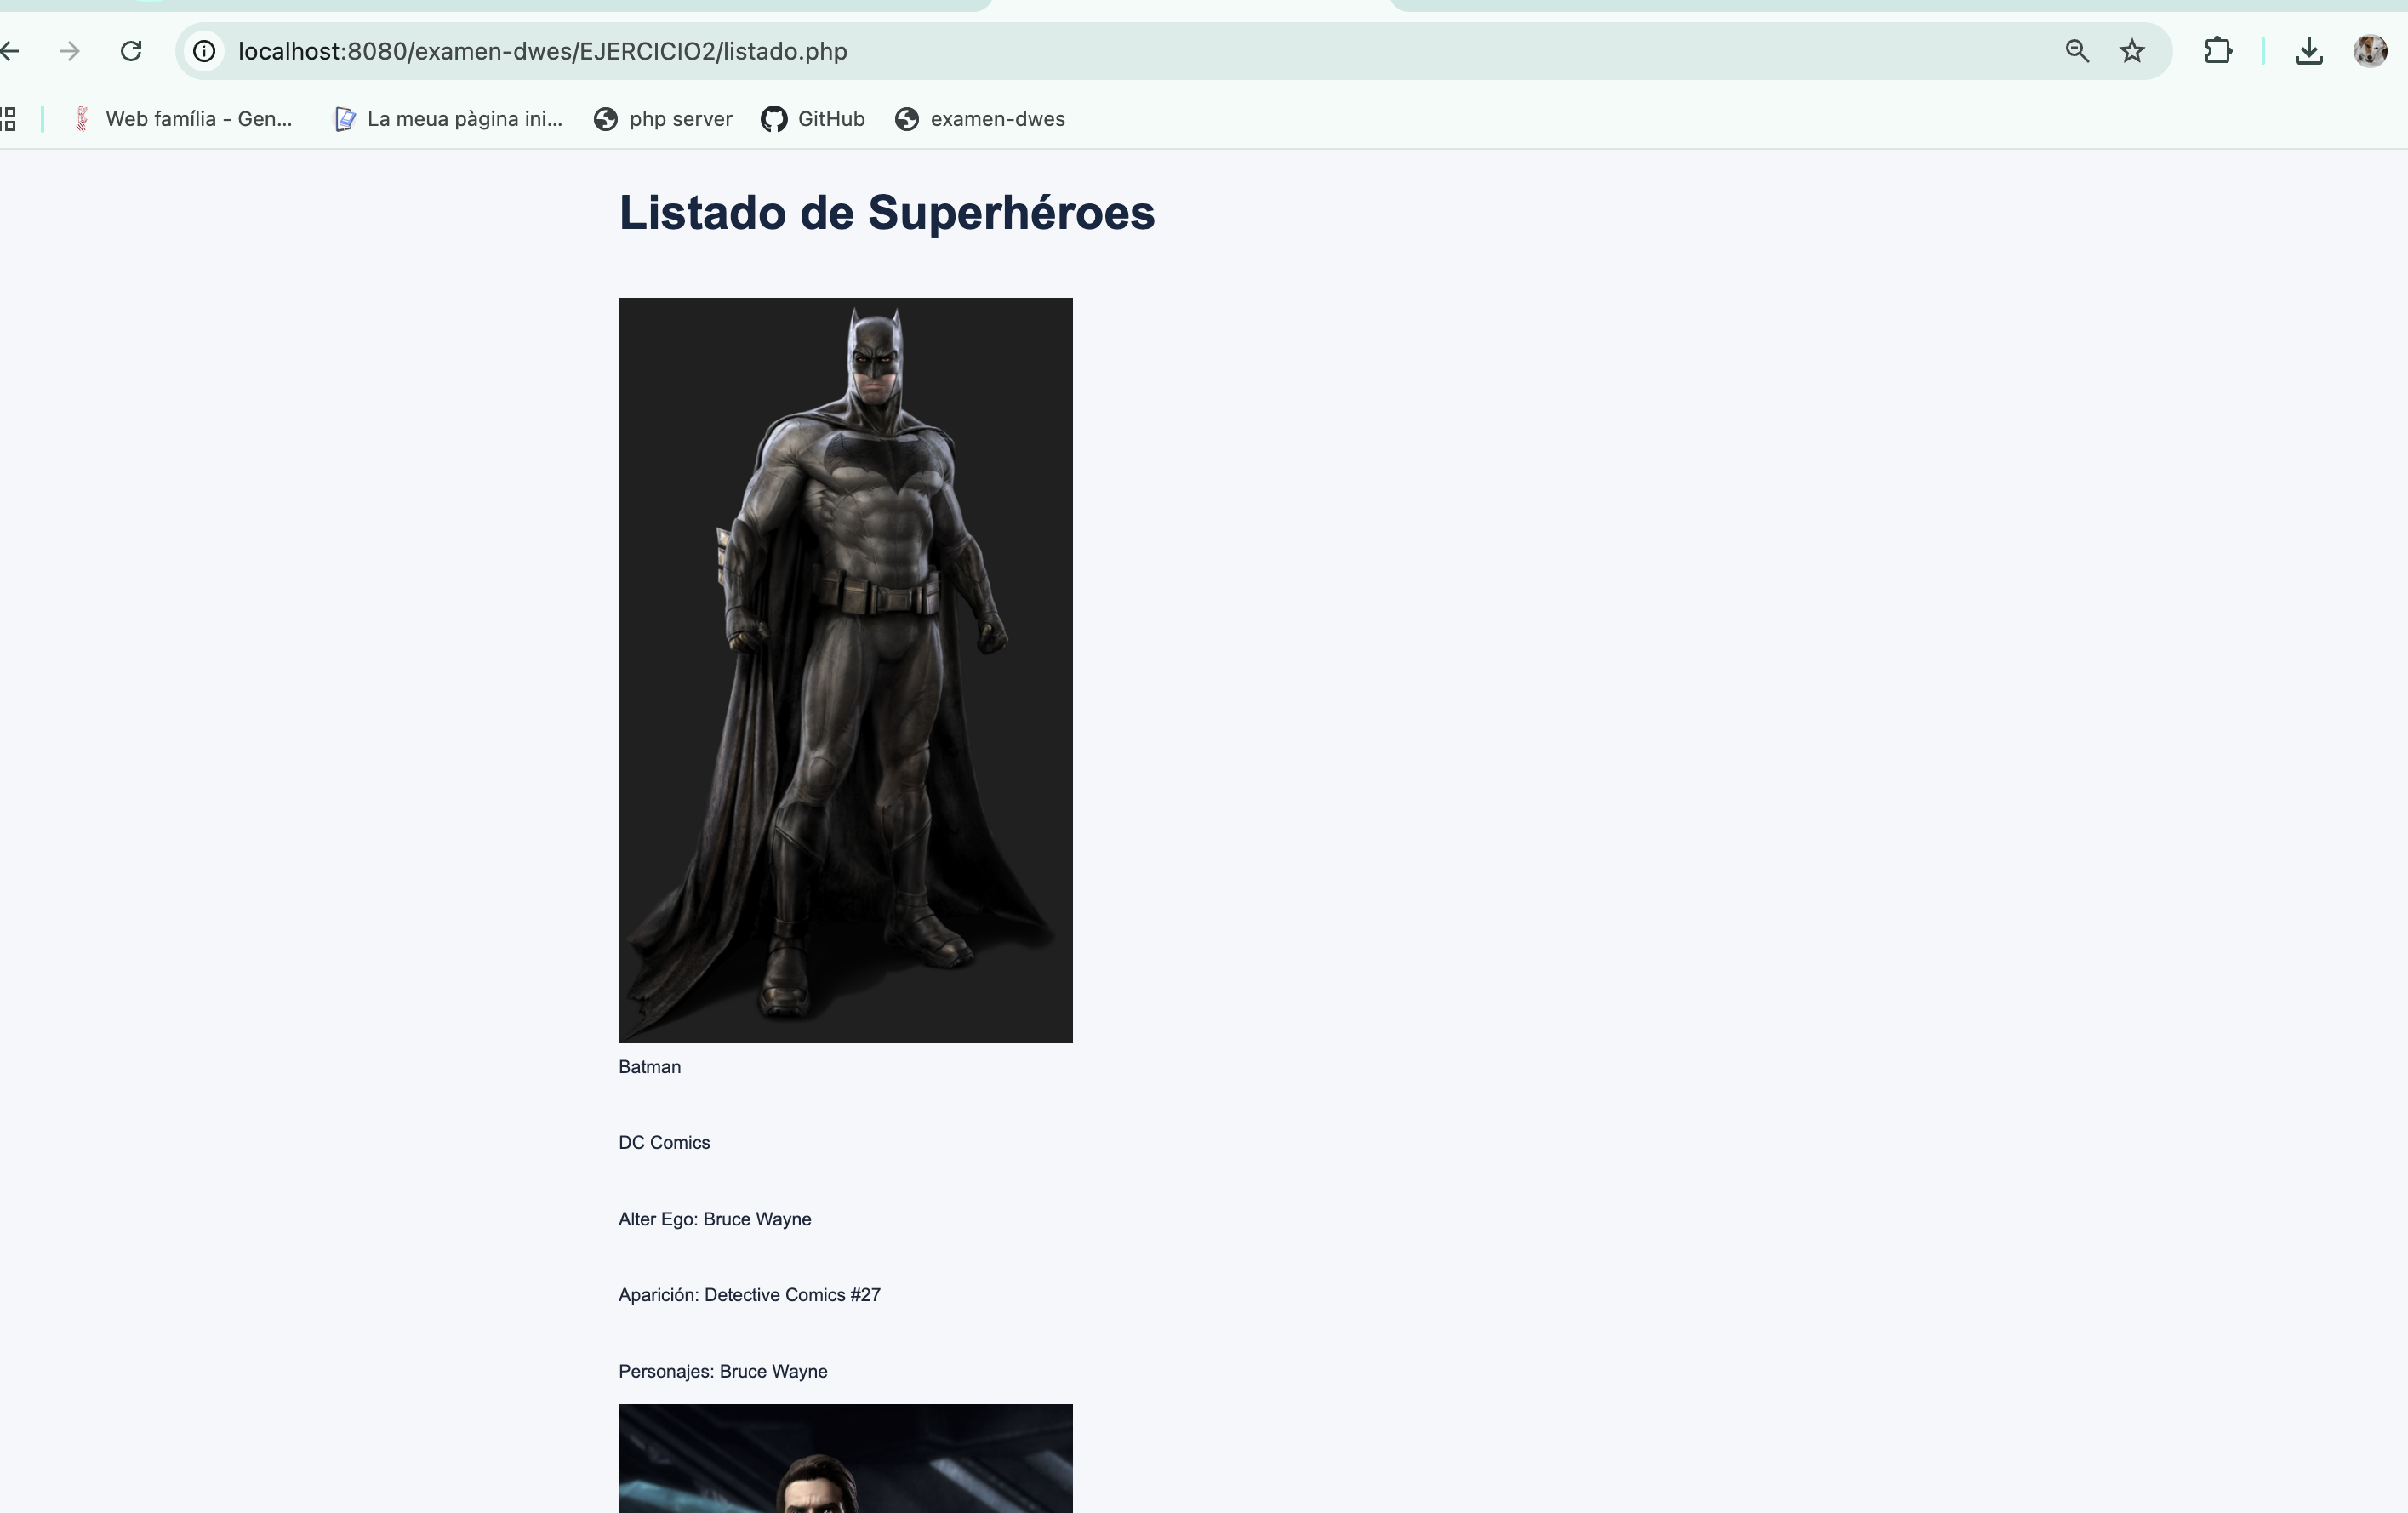 localhost:8080/examen-dwes/EJERCICIO2/listado.php
Web família - Gen...
La meua pàgina ini...
php server
GitHub
examen-dwes
Listado de Superhéroes
Batman
DC Comics
Alter Ego: Bruce Wayne
Aparición: Detective Comics #27
Personajes: Bruce Wayne